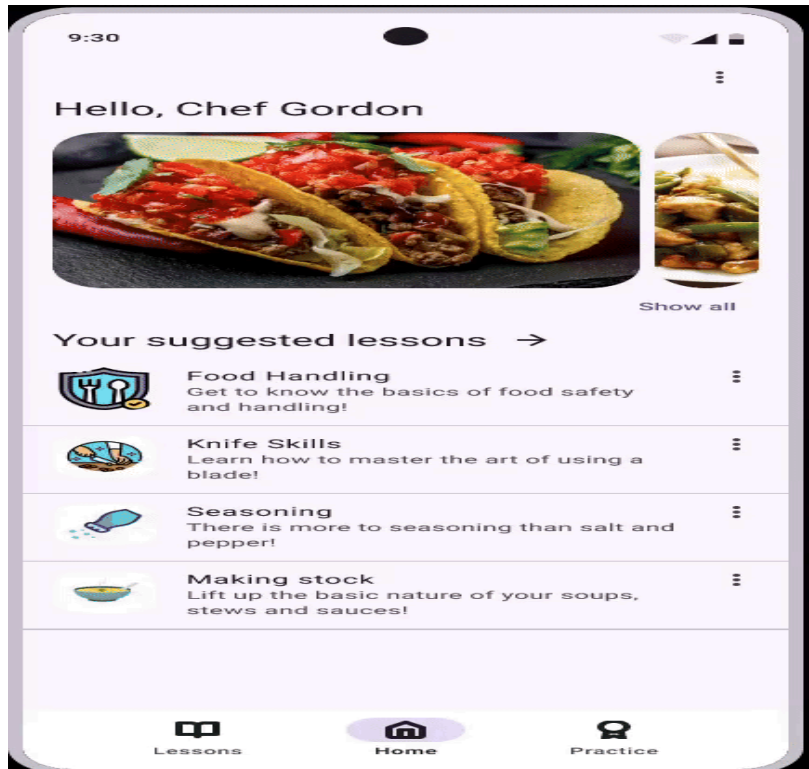 9:30
Hello, Chef Gordon
Show all
Your suggested lessons →
Food Handling
Get to know the basics of food safety
and handling!
Knife Skills
Learn how to master the art of using a
blade!
Seasoning
There is more to seasoning than salt and
pepper!
Making stock
Lift up the basic nature of your soups,
stews and sauces!
Lessons Home Practice